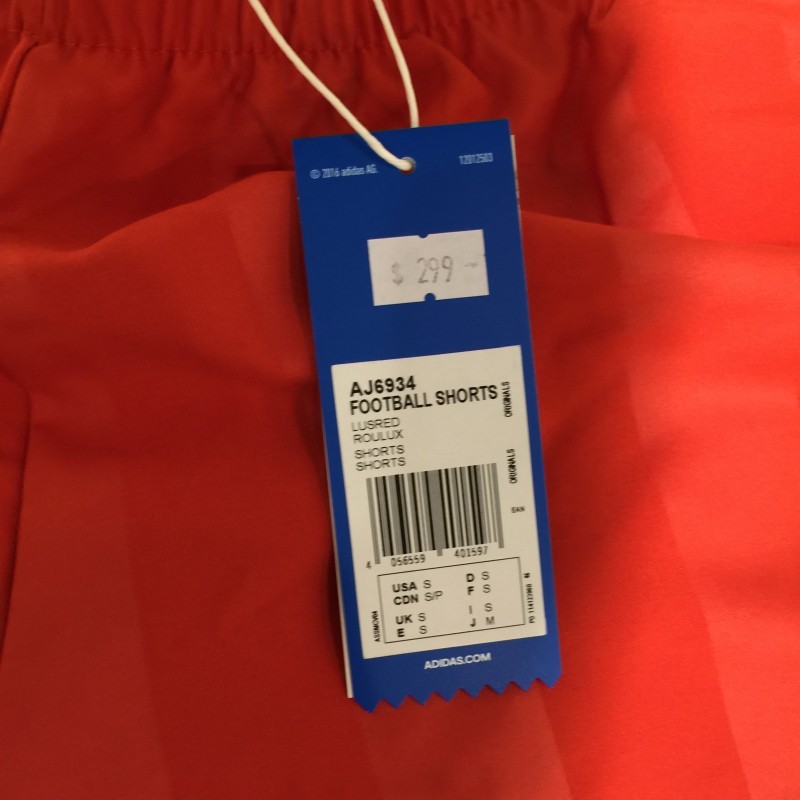 © 2016 adidas AG.
12012503
$ 299 -
AJ6934
FOOTBALL SHORTS
LUSRED
ROULUX
SHORTS
SHORTS
ORIGINALS
ORIGINALS
EAN
4 056559 401597
USA S D S
CDN S/P F S
UK S I S
E S J M
ADIDAS.COM